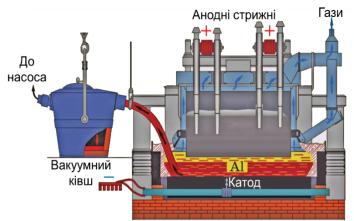 Анодні стрижні
Гази
+ +
До
насоса
Al
Вакуумний
ківш
Катод
−